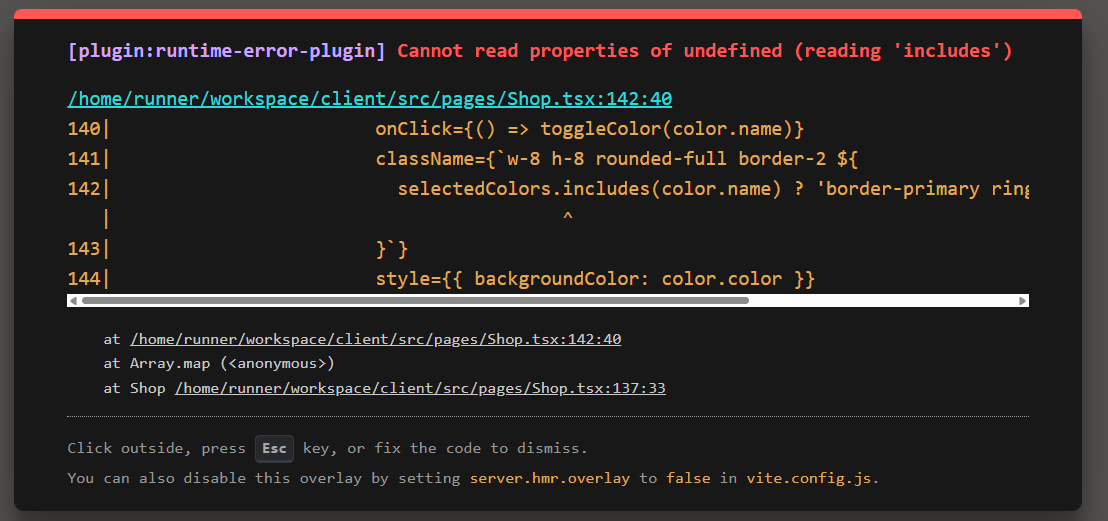 [plugin:runtime-error-plugin] Cannot read properties of undefined (reading 'includes')
/home/runner/workspace/client/src/pages/Shop.tsx:142:40
140|                        onClick={() => toggleColor(color.name)}
141|                        className={`w-8 h-8 rounded-full border-2 ${
142|                          selectedColors.includes(color.name) ? 'border-primary ring
   |                                         ^
143|                        }`}
144|                        style={{ backgroundColor: color.color }}
at /home/runner/workspace/client/src/pages/Shop.tsx:142:40
at Array.map (<anonymous>)
at Shop /home/runner/workspace/client/src/pages/Shop.tsx:137:33
Click outside, press Esc key, or fix the code to dismiss.
You can also disable this overlay by setting server.hmr.overlay to false in vite.config.js.